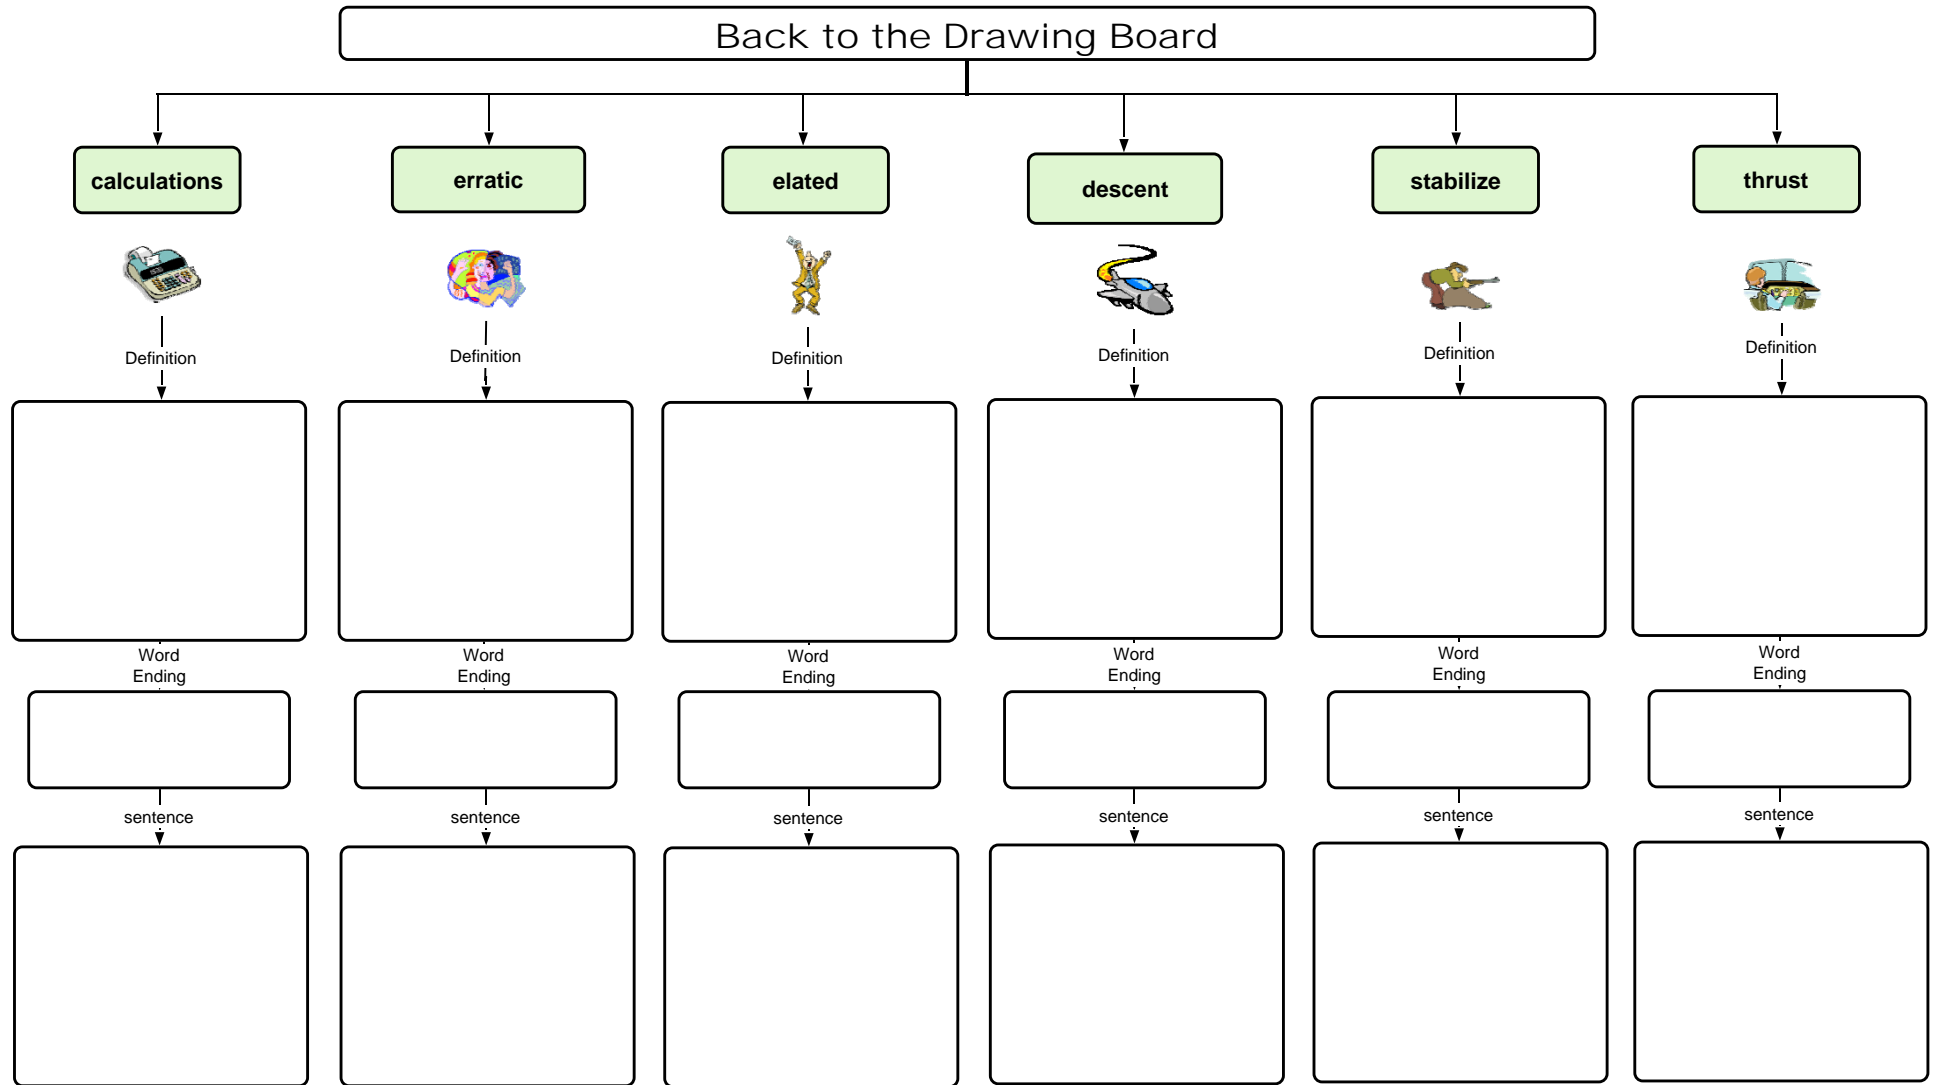 Back to the Drawing Board
calculations
erratic
elated
descent
stabilize
thrust
Definition
Definition
Definition
Definition
Definition
Definition
Word
Ending
Word
Ending
Word
Ending
Word
Ending
Word
Ending
Word
Ending
sentence
sentence
sentence
sentence
sentence
sentence